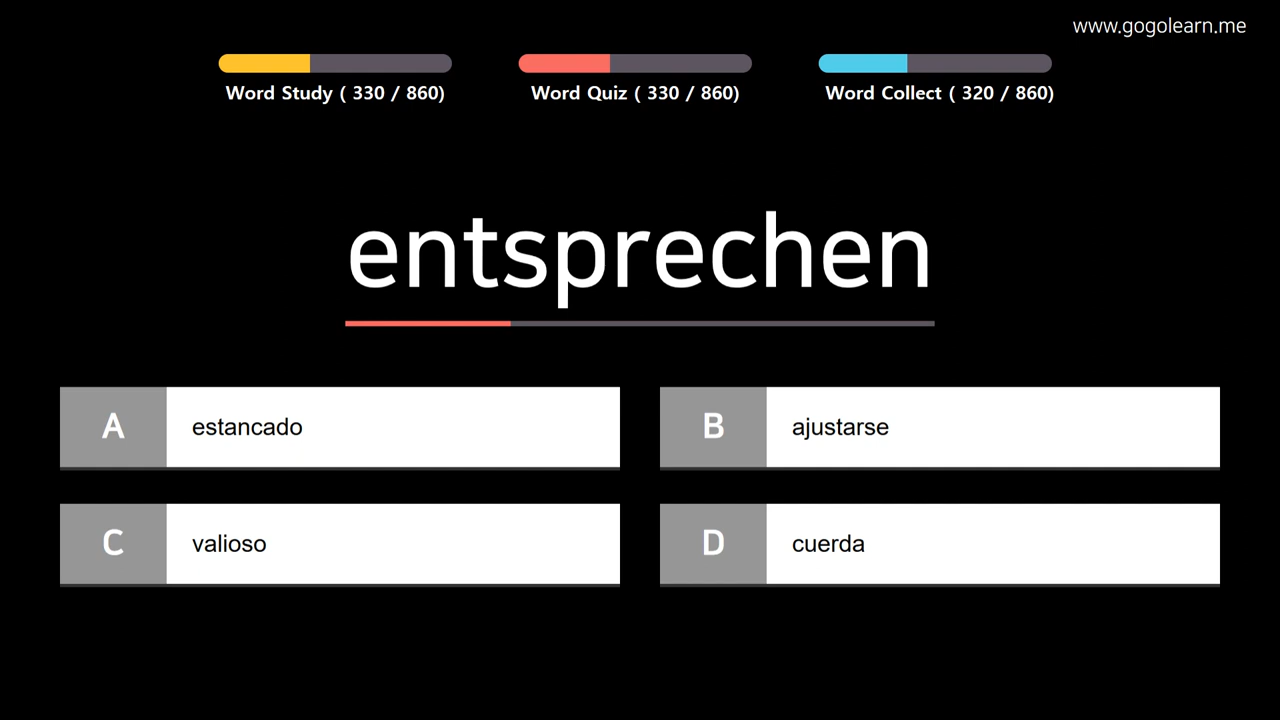 www.gogolearn.me
Word Study ( 330 / 860)
Word Quiz ( 330 / 860)
Word Collect ( 320 / 860)
entsprechen
A estancado
B ajustarse
C valioso
D cuerda